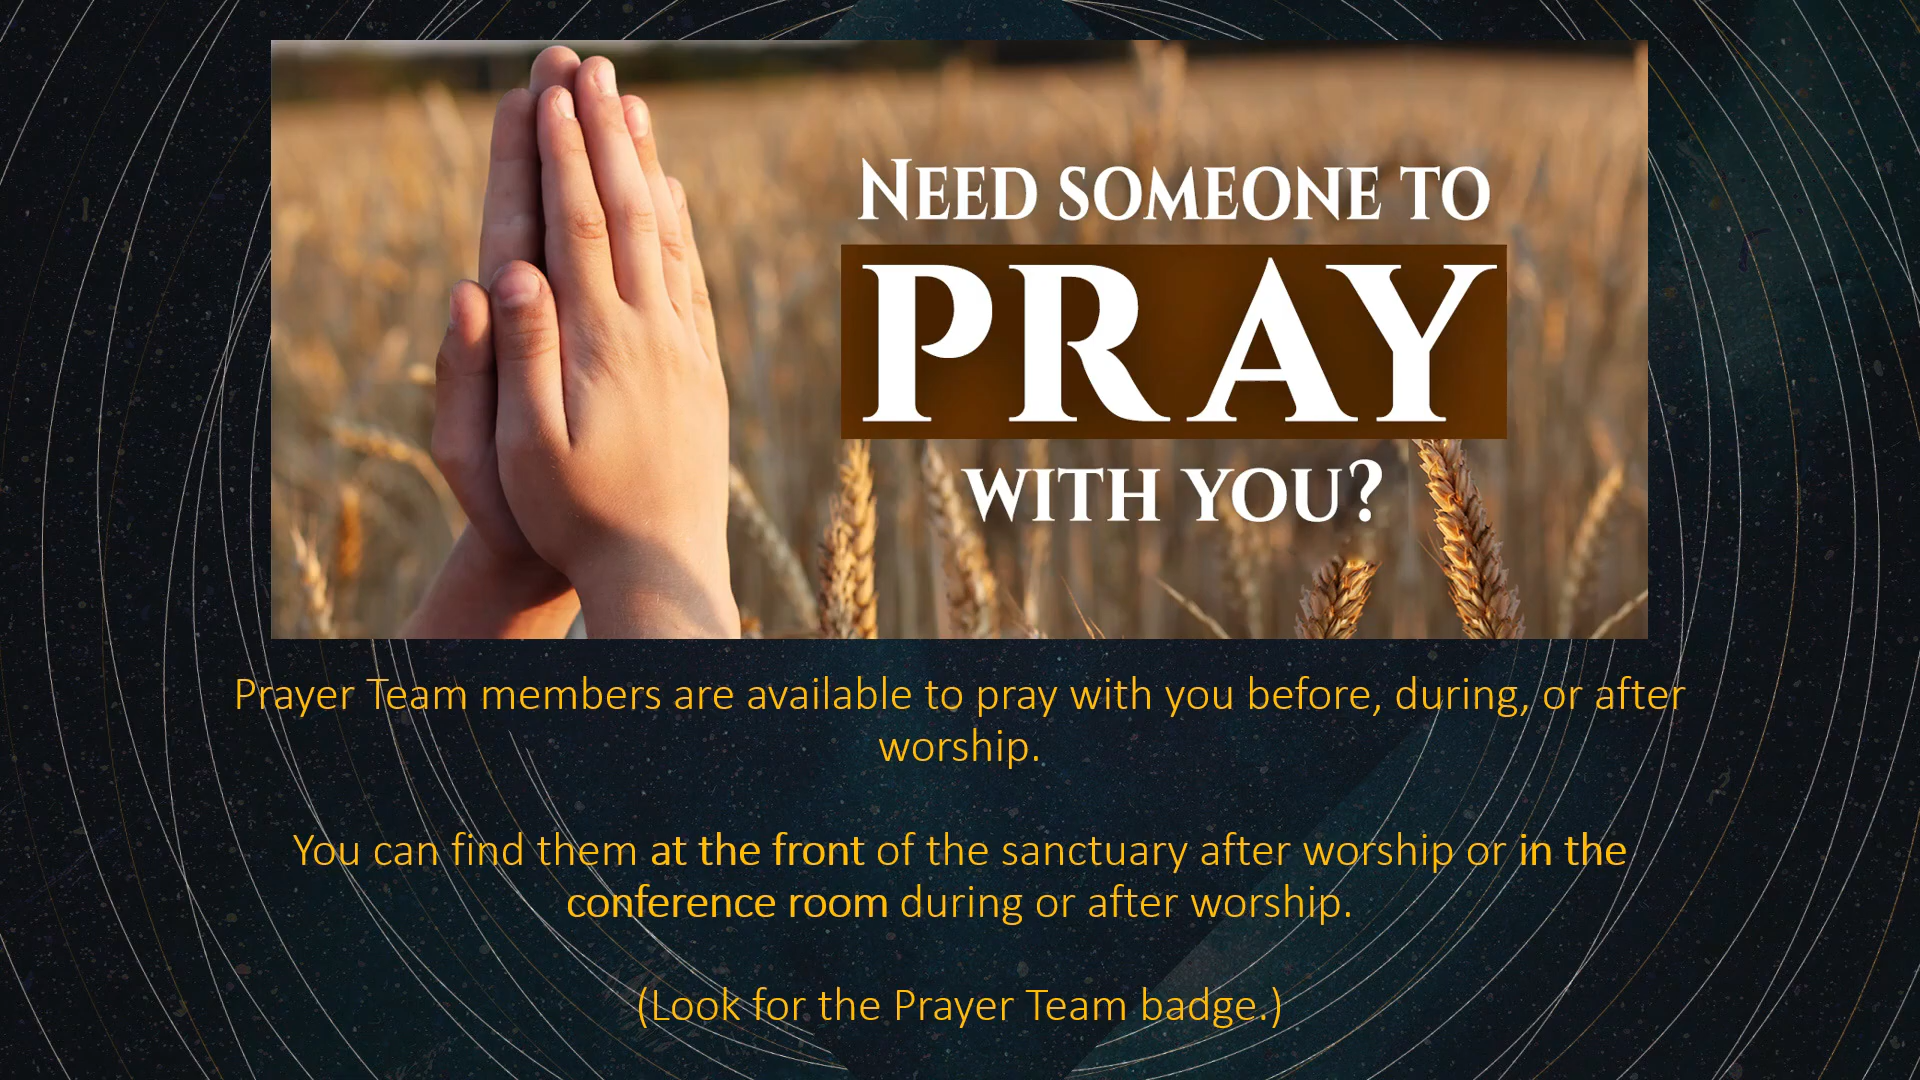 Need someone to
PRAY
with you?
Prayer Team members are available to pray with you before, during, or after
worship.
You can find them at the front of the sanctuary after worship or in the
conference room during or after worship.
(Look for the Prayer Team badge.)